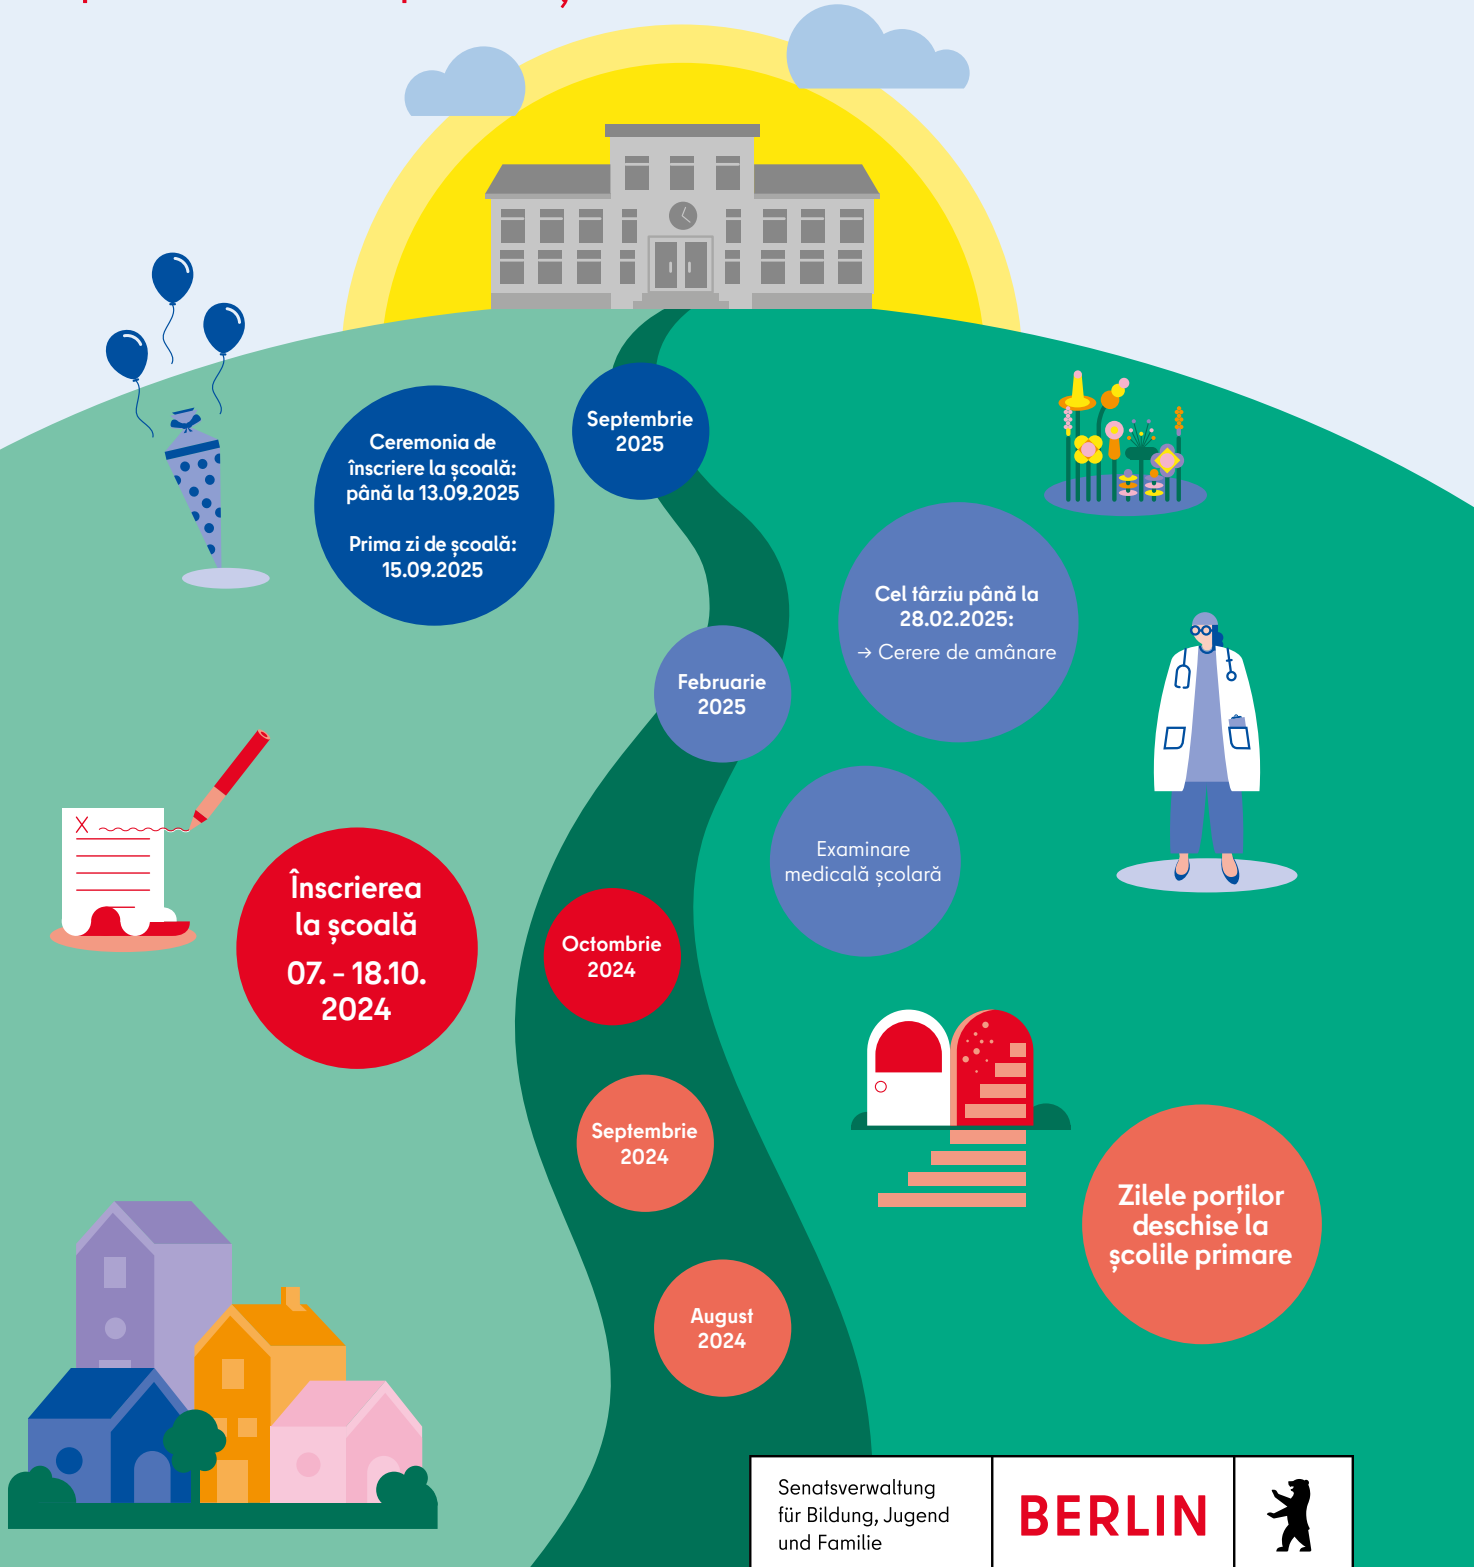 Septembrie
2025
Ceremonia de
înscriere la școală:
până la 13.09.2025
Prima zi de școală:
15.09.2025
Cel târziu până la
28.02.2025:
→ Cerere de amânare
Februarie
2025
Examinare
medicală școlară
Înscrierea
la școală
07. – 18.10.
2024
Octombrie
2024
Septembrie
2024
Zilele porților
deschise la
școlile primare
August
2024
Senatsverwaltung
für Bildung, Jugend
und Familie
BERLIN